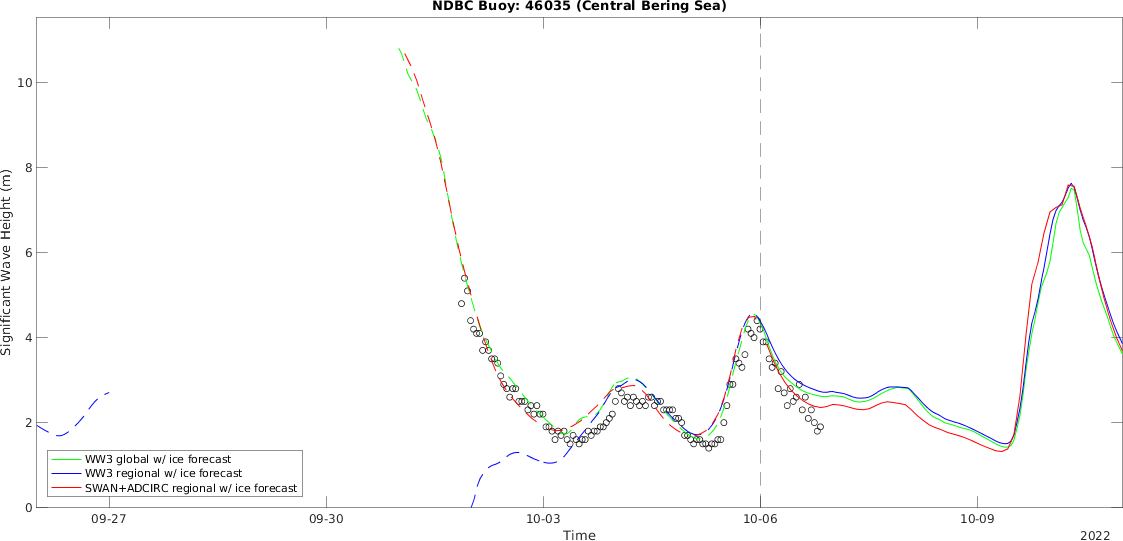 NDBC Buoy: 46035 (Central Bering Sea)
Significant Wave Height (m)
10
8
6
4
2
0
WW3 global w/ ice forecast
WW3 regional w/ ice forecast
SWAN+ADCIRC regional w/ ice forecast
09-27
09-30
10-03
10-06
10-09
Time
2022